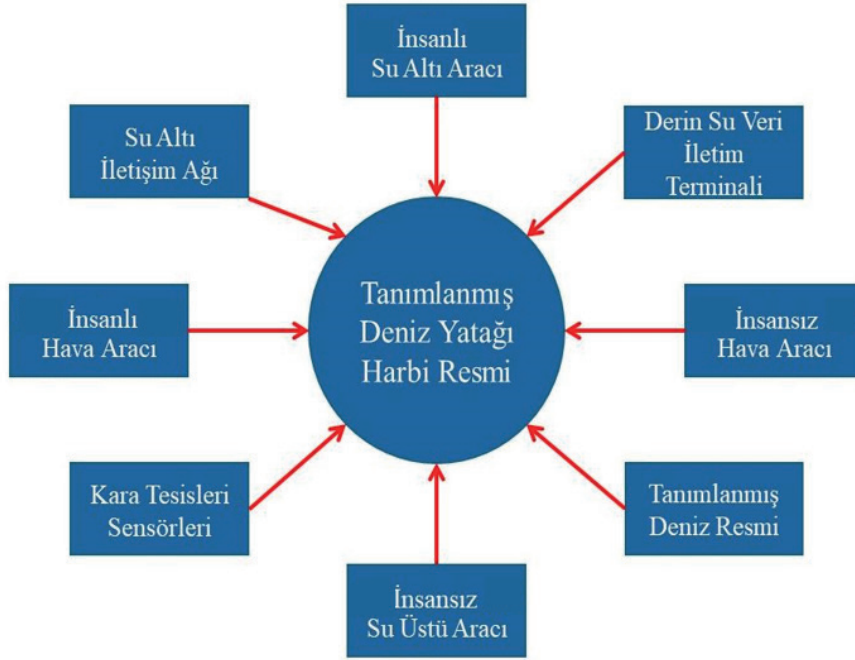 İnsanlı
Su Altı Aracı
Su Altı
İletişim Ağı
Derin Su Veri
İletim
Terminali
İnsanlı
Hava Aracı
Tanımlanmış
Deniz Yatağı
Harbi Resmi
İnsansız
Hava Aracı
Kara Tesisleri
Sensörleri
Tanımlanmış
Deniz Resmi
İnsansız
Su Üstü Aracı